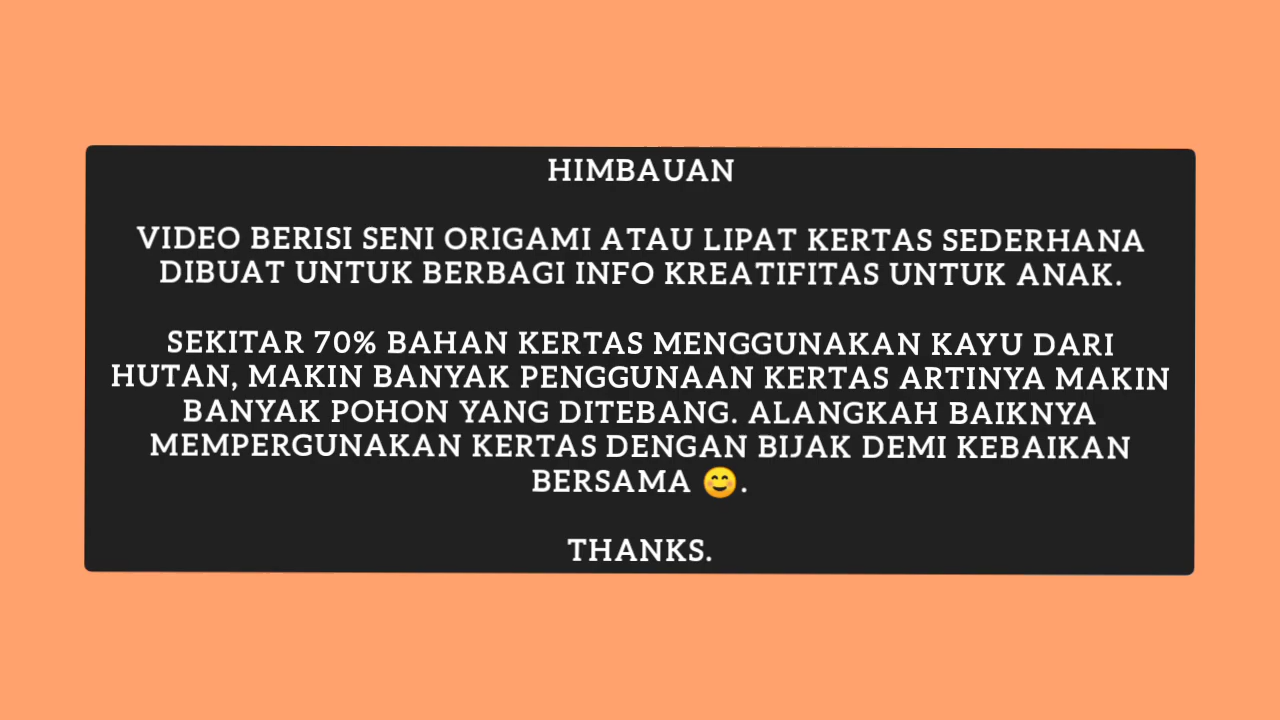 HIMBAUAN
VIDEO BERISI SENI ORIGAMI ATAU LIPAT KERTAS SEDERHANA
DIBUAT UNTUK BERBAGI INFO KREATIFITAS UNTUK ANAK.
SEKITAR 70% BAHAN KERTAS MENGGUNAKAN KAYU DARI
HUTAN, MAKIN BANYAK PENGGUNAAN KERTAS ARTINYA MAKIN
BANYAK POHON YANG DITEBANG. ALANGKAH BAIKNYA
MEMPERGUNAKAN KERTAS DENGAN BIJAK DEMI KEBAIKAN
BERSAMA 😊.
THANKS.